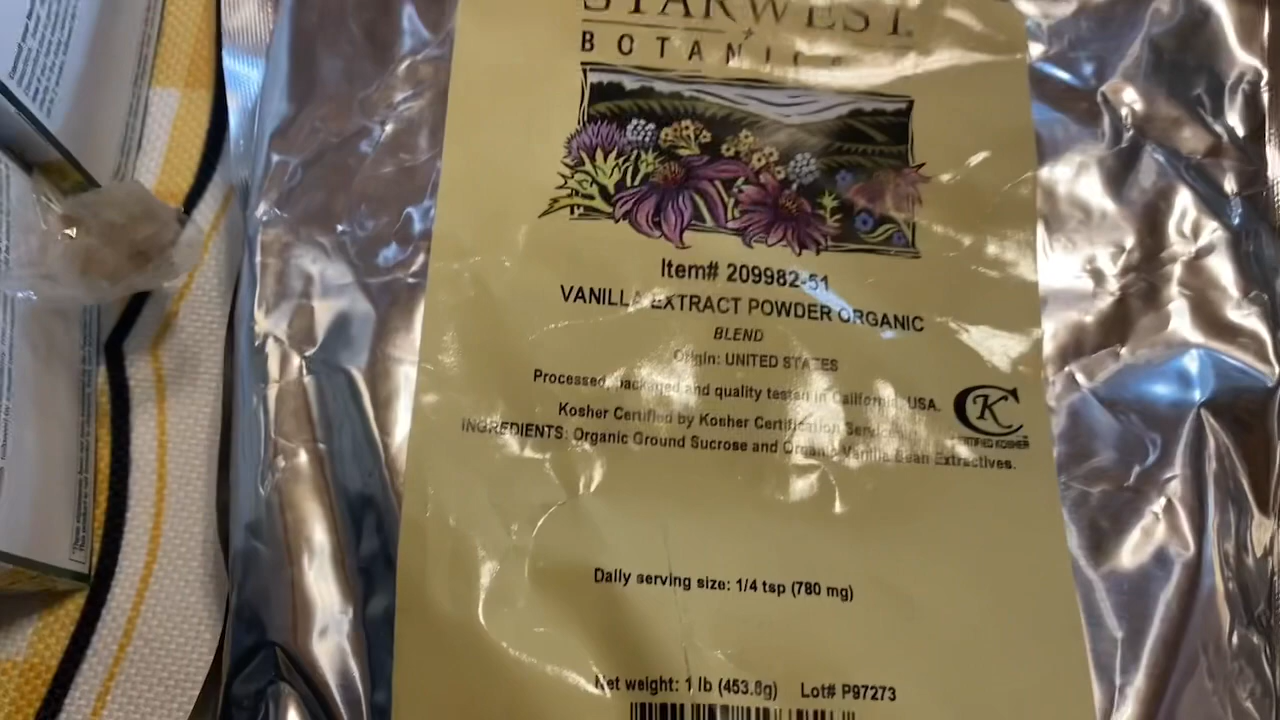 STARWEST
BOTANICS
Item# 209982-51
VANILLA EXTRACT POWDER ORGANIC
BLEND
Origin: UNITED STATES
Processed, packaged and quality tested in California, USA.
Kosher Certified by Kosher Certification
CK
CERTIFIED KOSHER
INGREDIENTS: Organic Ground Sucrose and Organic Vanilla Bean Extractives.
Daily serving size: 1/4 tsp (780 mg)
Net weight: 1 lb (453.6g) Lot# P97273